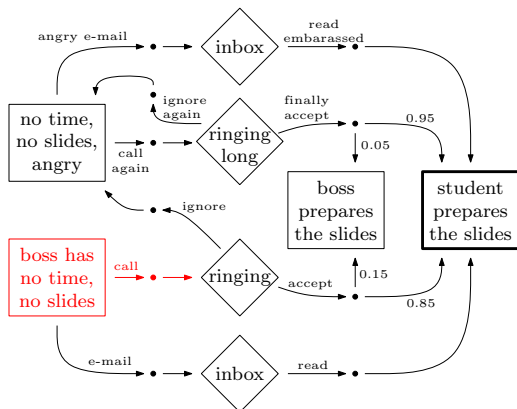 angry e-mail
inbox
read
embarassed
no time,
no slides,
angry
ignore
again
call
again
ringing
long
finally
accept
0.95
0.05
boss
prepares
the slides
student
prepares
the slides
ignore
boss has
no time,
no slides
call
ringing
accept
0.15
0.85
e-mail
inbox
read